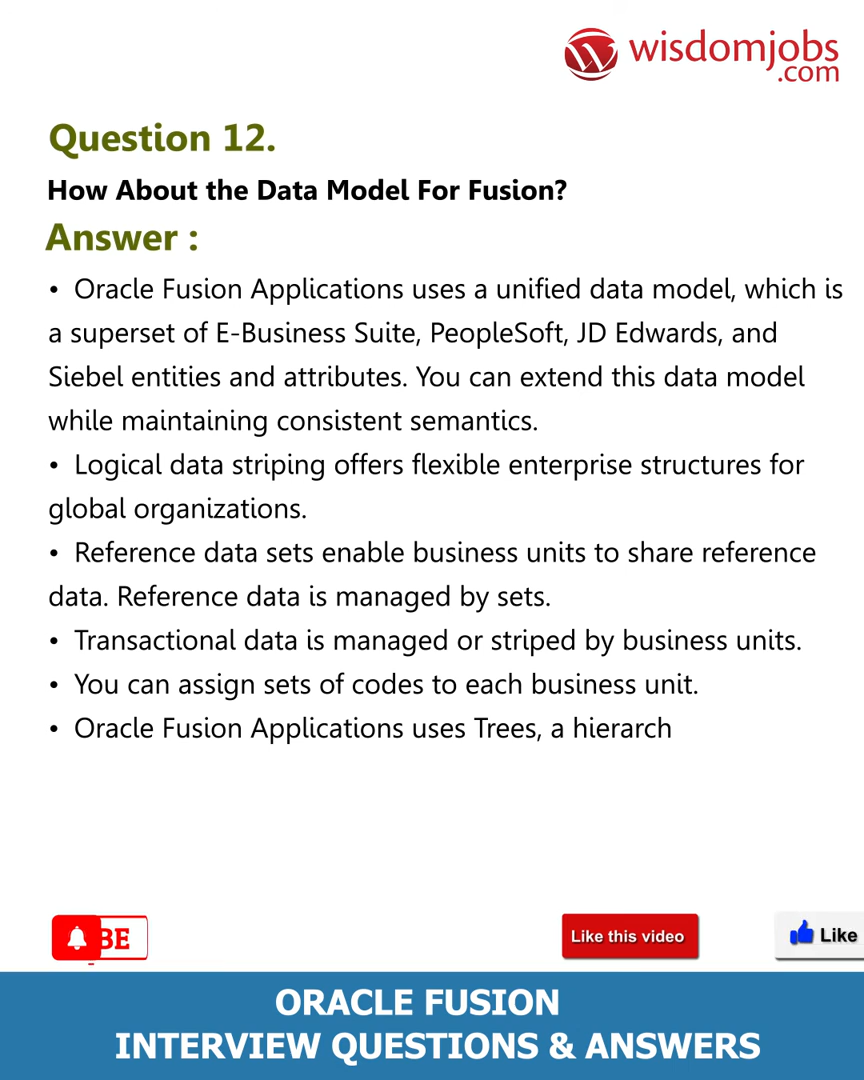 wisdomjobs
.com
Question 12.
How About the Data Model For Fusion?
Answer :
• Oracle Fusion Applications uses a unified data model, which is
a superset of E-Business Suite, PeopleSoft, JD Edwards, and
Siebel entities and attributes. You can extend this data model
while maintaining consistent semantics.
• Logical data striping offers flexible enterprise structures for
global organizations.
• Reference data sets enable business units to share reference
data. Reference data is managed by sets.
• Transactional data is managed or striped by business units.
• You can assign sets of codes to each business unit.
• Oracle Fusion Applications uses Trees, a hierarch
BE
Like this video
Like
ORACLE FUSION
INTERVIEW QUESTIONS & ANSWERS